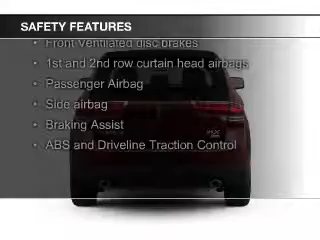 SAFETY FEATURES
• Front Ventilated disc brakes
• 1st and 2nd row curtain head airbags
• Passenger Airbag
• Side airbag
• Braking Assist
• ABS and Driveline Traction Control